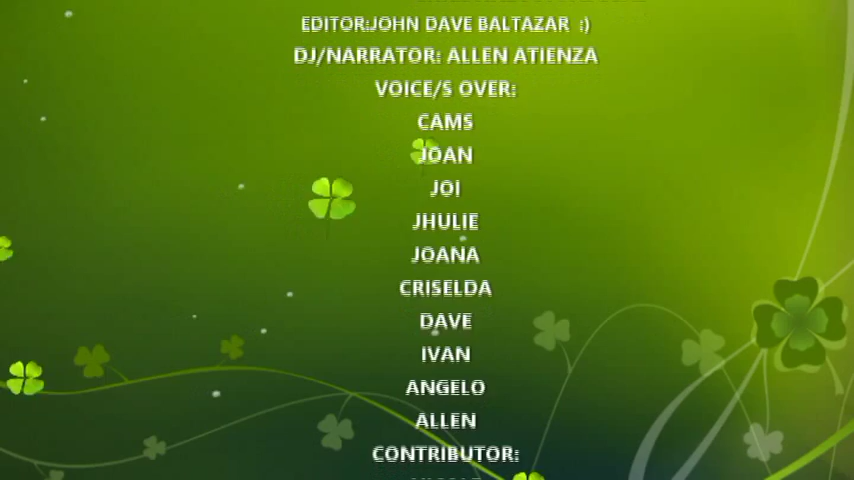 EDITOR:JOHN DAVE BALTAZAR :)
DJ/NARRATOR: ALLEN ATIENZA
VOICE/S OVER:
CAMS
JOAN
JOI
JHULIE
JOANA
CRISELDA
DAVE
IVAN
ANGELO
ALLEN
CONTRIBUTOR: